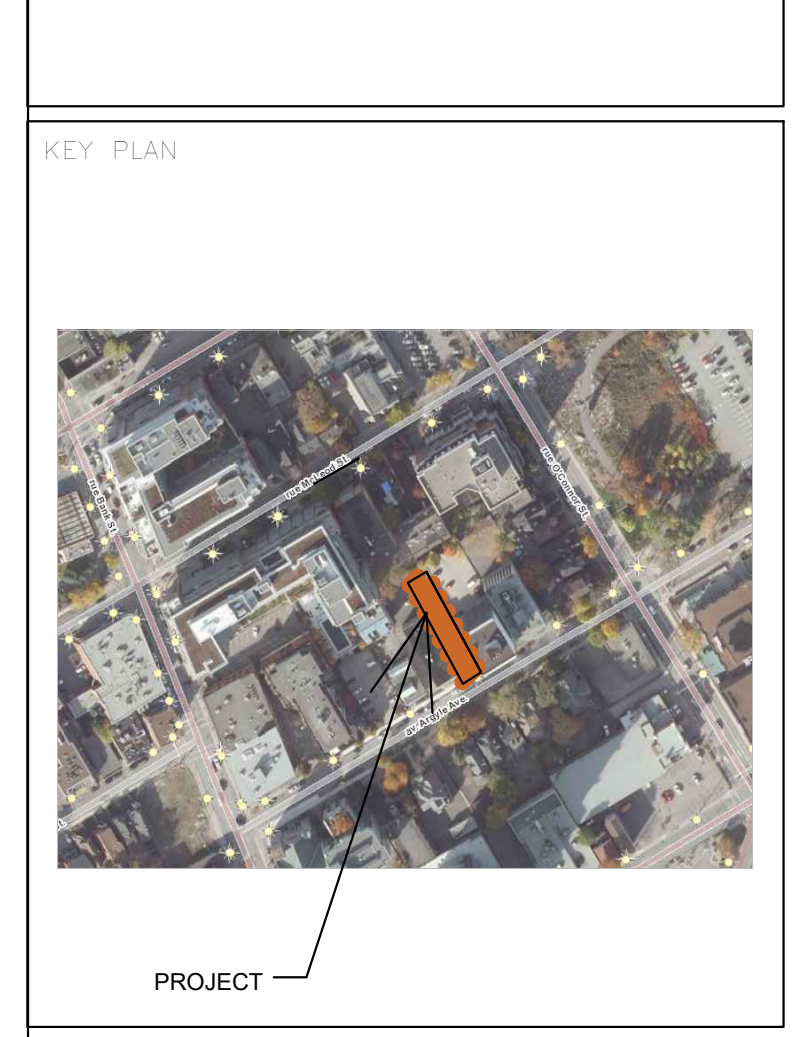 KEY PLAN
rue McLeod St.
rue O'Connor St.
rue Bank St.
av. Argyle Ave.
t.
PROJECT